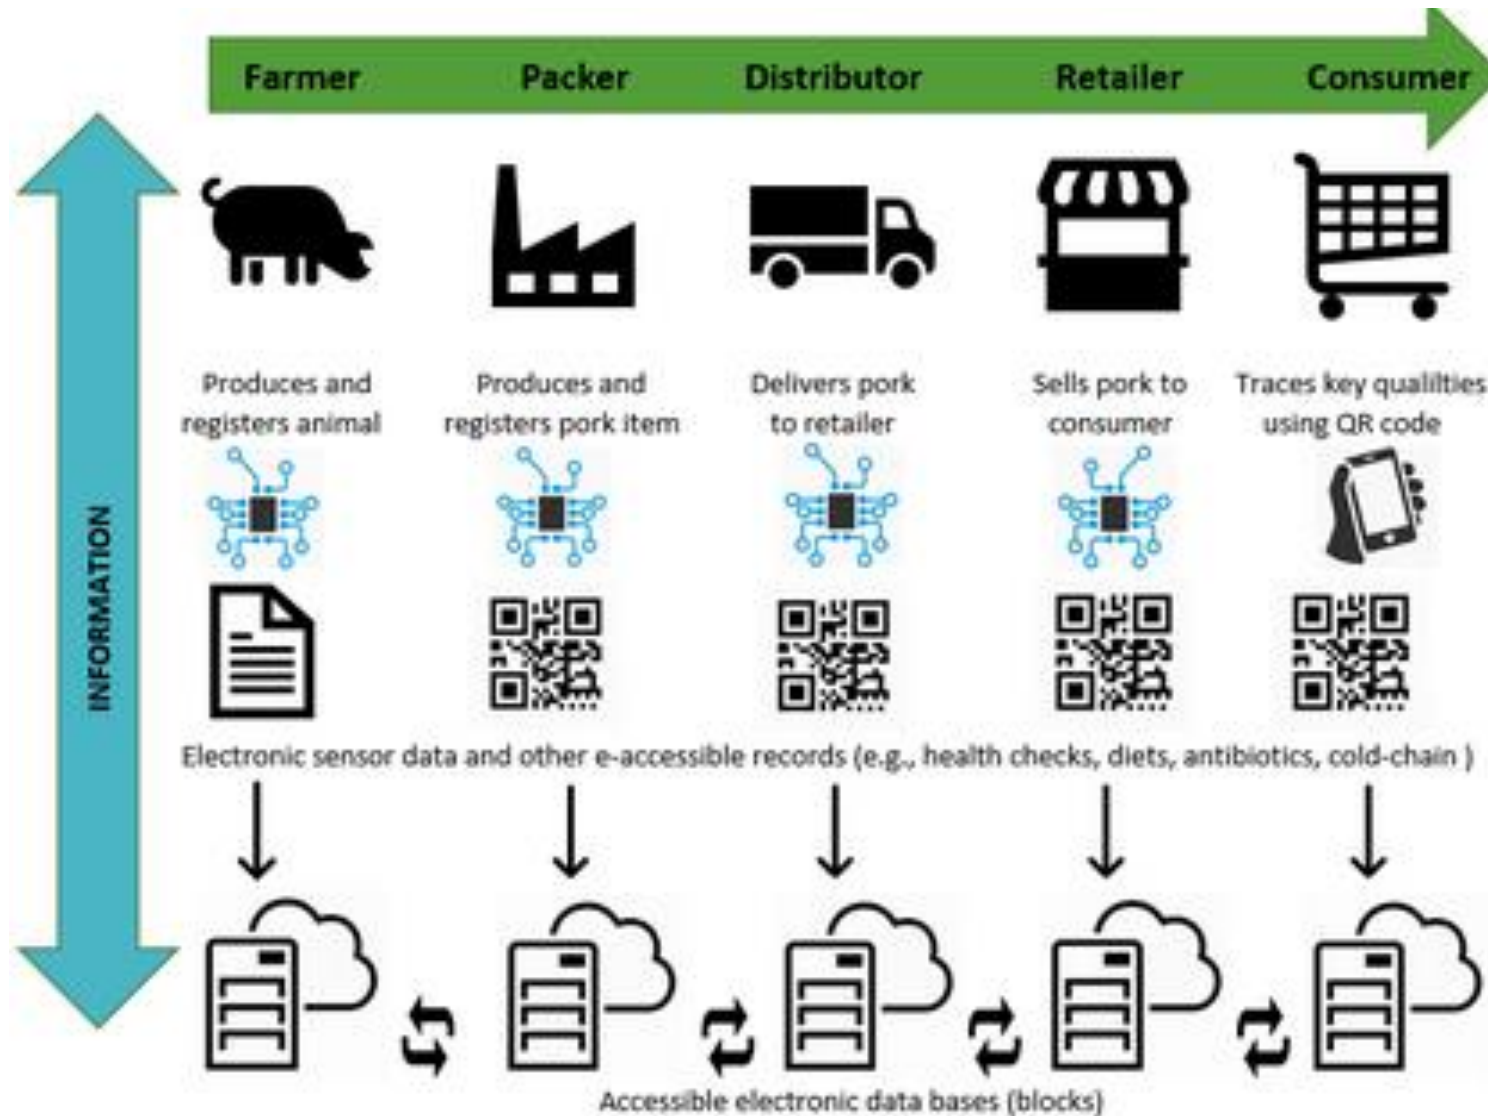 Farmer Packer Distributor Retailer Consumer
INFORMATION
Produces and
registers animal
Produces and
registers pork item
Delivers pork
to retailer
Sells pork to
consumer
Traces key qualilties
using QR code
Electronic sensor data and other e-accessible records (e.g., health checks, diets, antibiotics, cold-chain )
Accessible electronic data bases (blocks)